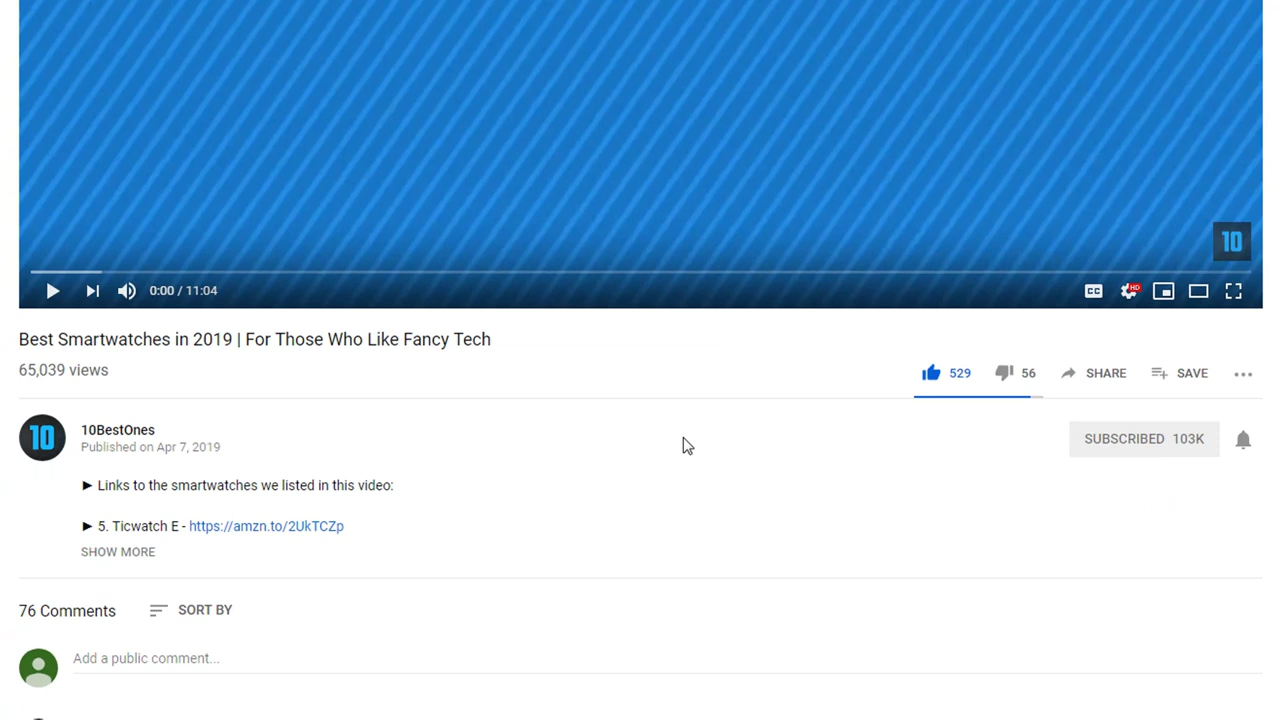 10
0:00 / 11:04
CC
HD
Best Smartwatches in 2019 | For Those Who Like Fancy Tech
65,039 views
529
56
SHARE
SAVE
10
10BestOnes
Published on Apr 7, 2019
SUBSCRIBED 103K
► Links to the smartwatches we listed in this video:
► 5. Ticwatch E - https://amzn.to/2UkTCZp
SHOW MORE
76 Comments
SORT BY
Add a public comment...